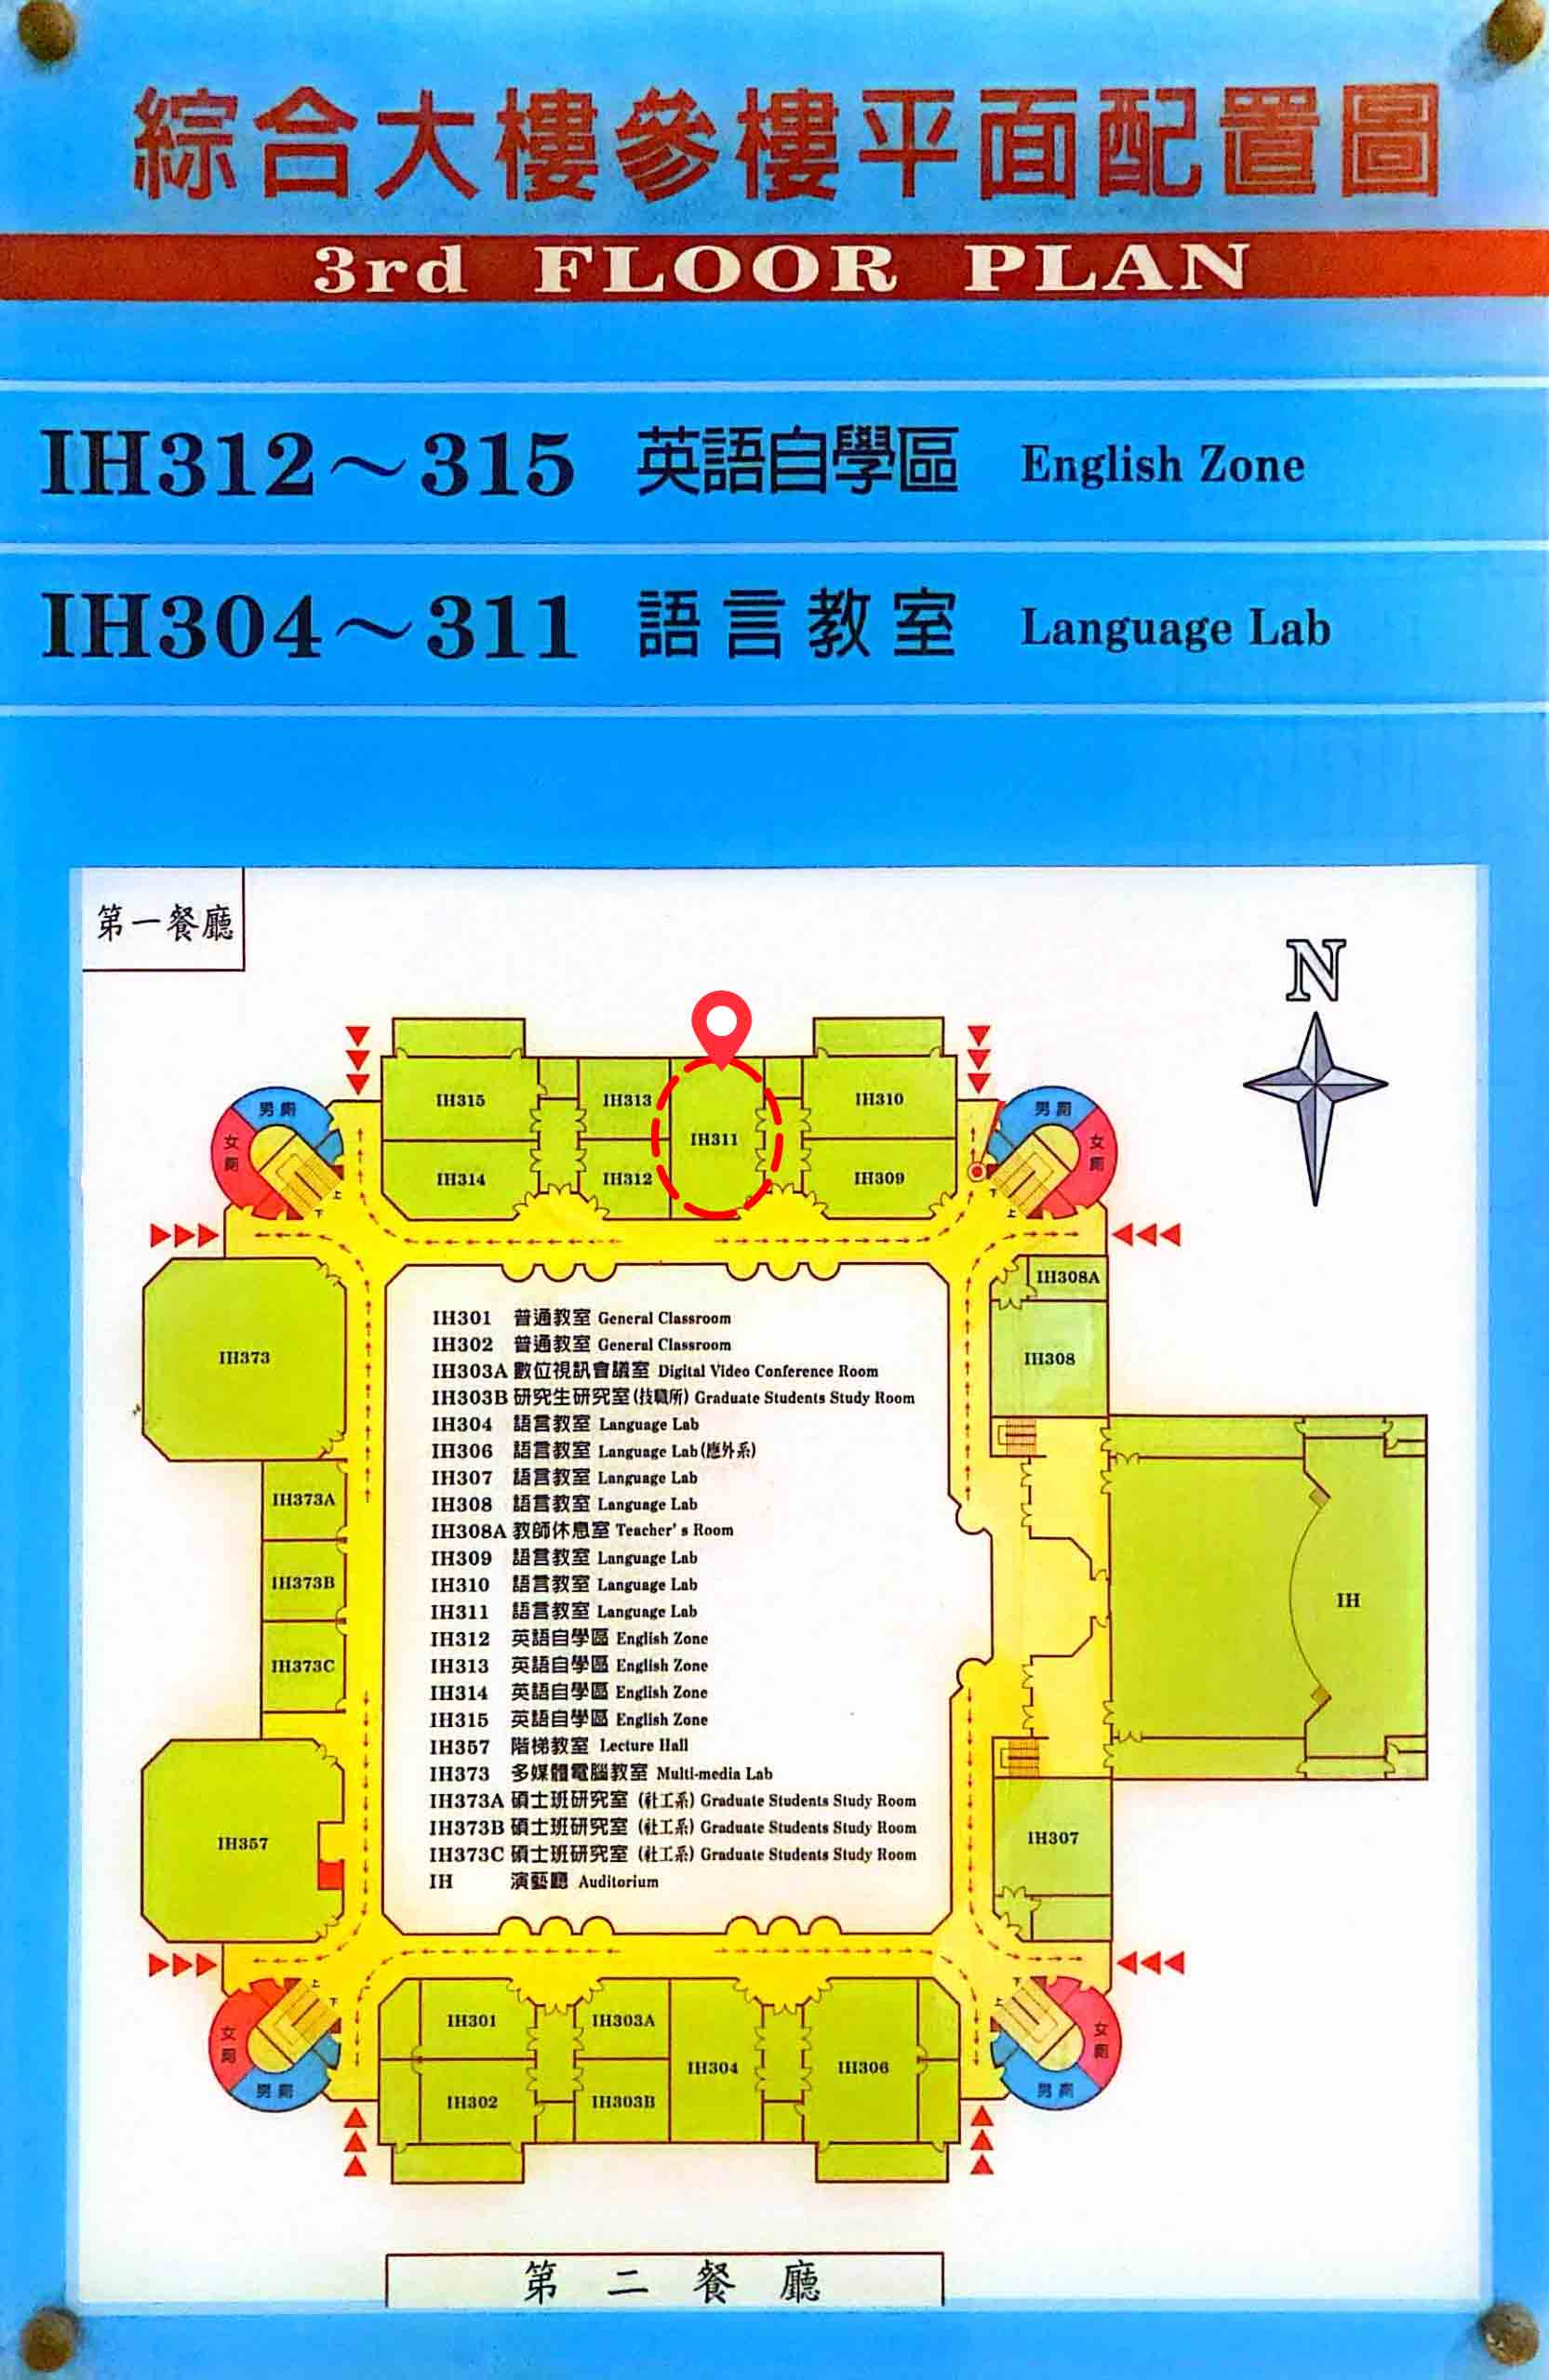 綜合大樓參樓平面配置圖
3rd FLOOR PLAN
IH312～315 英語自學區 English Zone
IH304～311 語言教室 Language Lab
第一餐廳
N
IH315
IH313
IH311
IH310
IH314
IH312
IH309
男廁
女廁
上
下
男廁
女廁
下
上
IH308A
IH308
IH373
IH373A
IH373B
IH373C
IH357
IH
IH307
IH301 普通教室 General Classroom
IH302 普通教室 General Classroom
IH303A 數位視訊會議室 Digital Video Conference Room
IH303B 研究生研究室(技職所) Graduate Students Study Room
IH304 語言教室 Language Lab
IH306 語言教室 Language Lab(應外系)
IH307 語言教室 Language Lab
IH308 語言教室 Language Lab
IH308A 教師休息室 Teacher's Room
IH309 語言教室 Language Lab
IH310 語言教室 Language Lab
IH311 語言教室 Language Lab
IH312 英語自學區 English Zone
IH313 英語自學區 English Zone
IH314 英語自學區 English Zone
IH315 英語自學區 English Zone
IH357 階梯教室 Lecture Hall
IH373 多媒體電腦教室 Multi-media Lab
IH373A 碩士班研究室 (社工系) Graduate Students Study Room
IH373B 碩士班研究室 (社工系) Graduate Students Study Room
IH373C 碩士班研究室 (社工系) Graduate Students Study Room
IH 演藝廳 Auditorium
上
下
女廁
男廁
下
上
女廁
男廁
IH301
IH303A
IH304
IH306
IH302
IH303B
第二餐廳